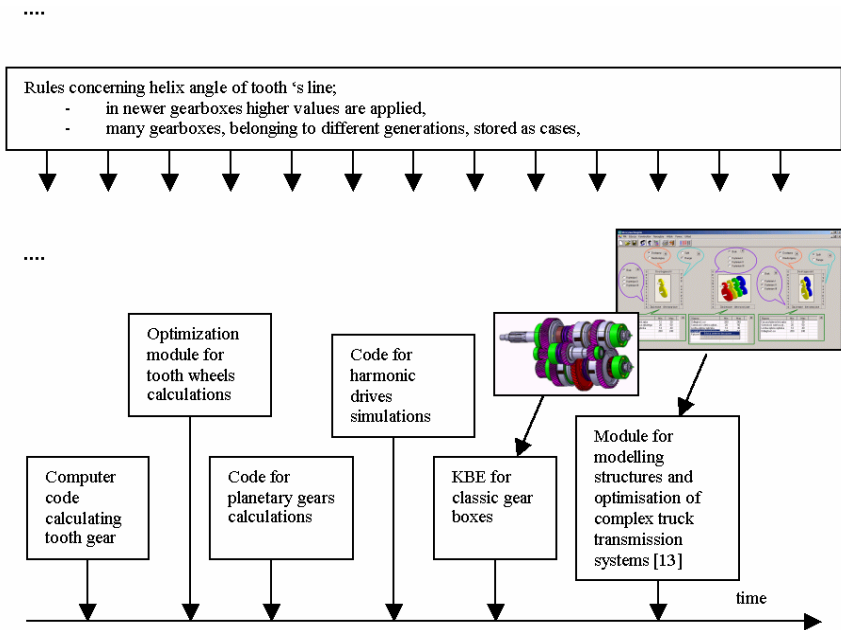 ....
Rules concerning helix angle of tooth ‘s line;
- in newer gearboxes higher values are applied,
- many gearboxes, belonging to different generations, stored as cases,
....
Optimization
module for
tooth wheels
calculations
Code for
harmonic
drives
simulations
Computer
code
calculating
tooth gear
Code for
planetary gears
calculations
KBE for
classic gear
boxes
Module for
modelling
structures and
optimisation of
complex truck
transmission
systems [13]
time